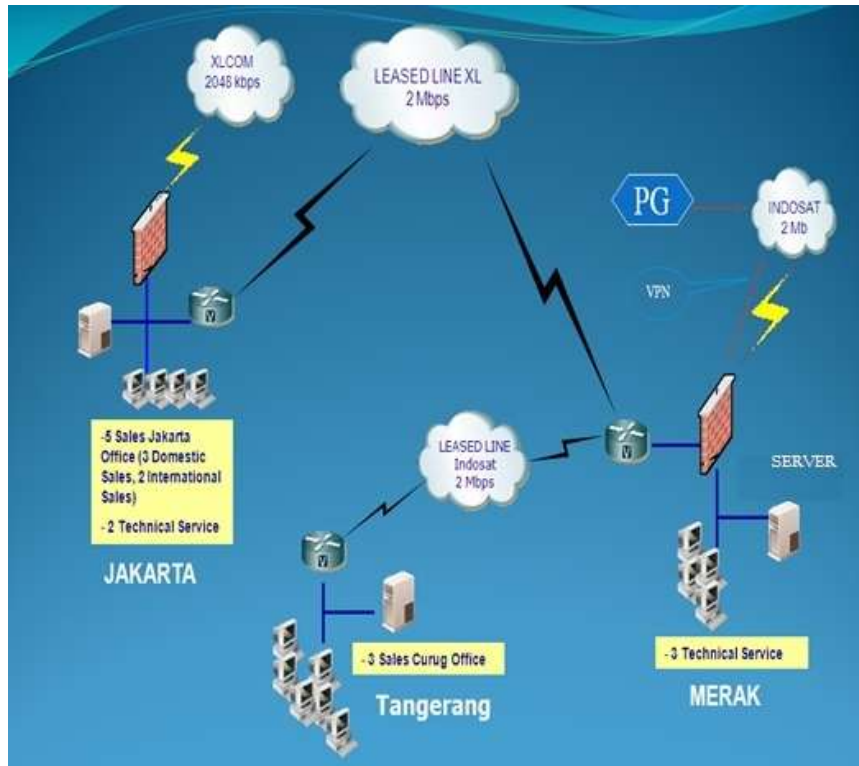 XLCOM
2048 kbps
LEASED LINE XL
2 Mbps
PG
INDOSAT
2 Mb
VPN
V
-5 Sales Jakarta
Office (3 Domestic
Sales, 2 International
Sales)
- 2 Technical Service
JAKARTA
LEASED LINE
Indosat
2 Mbps
V
SERVER
V
- 3 Sales Curug Office
Tangerang
- 3 Technical Service
MERAK